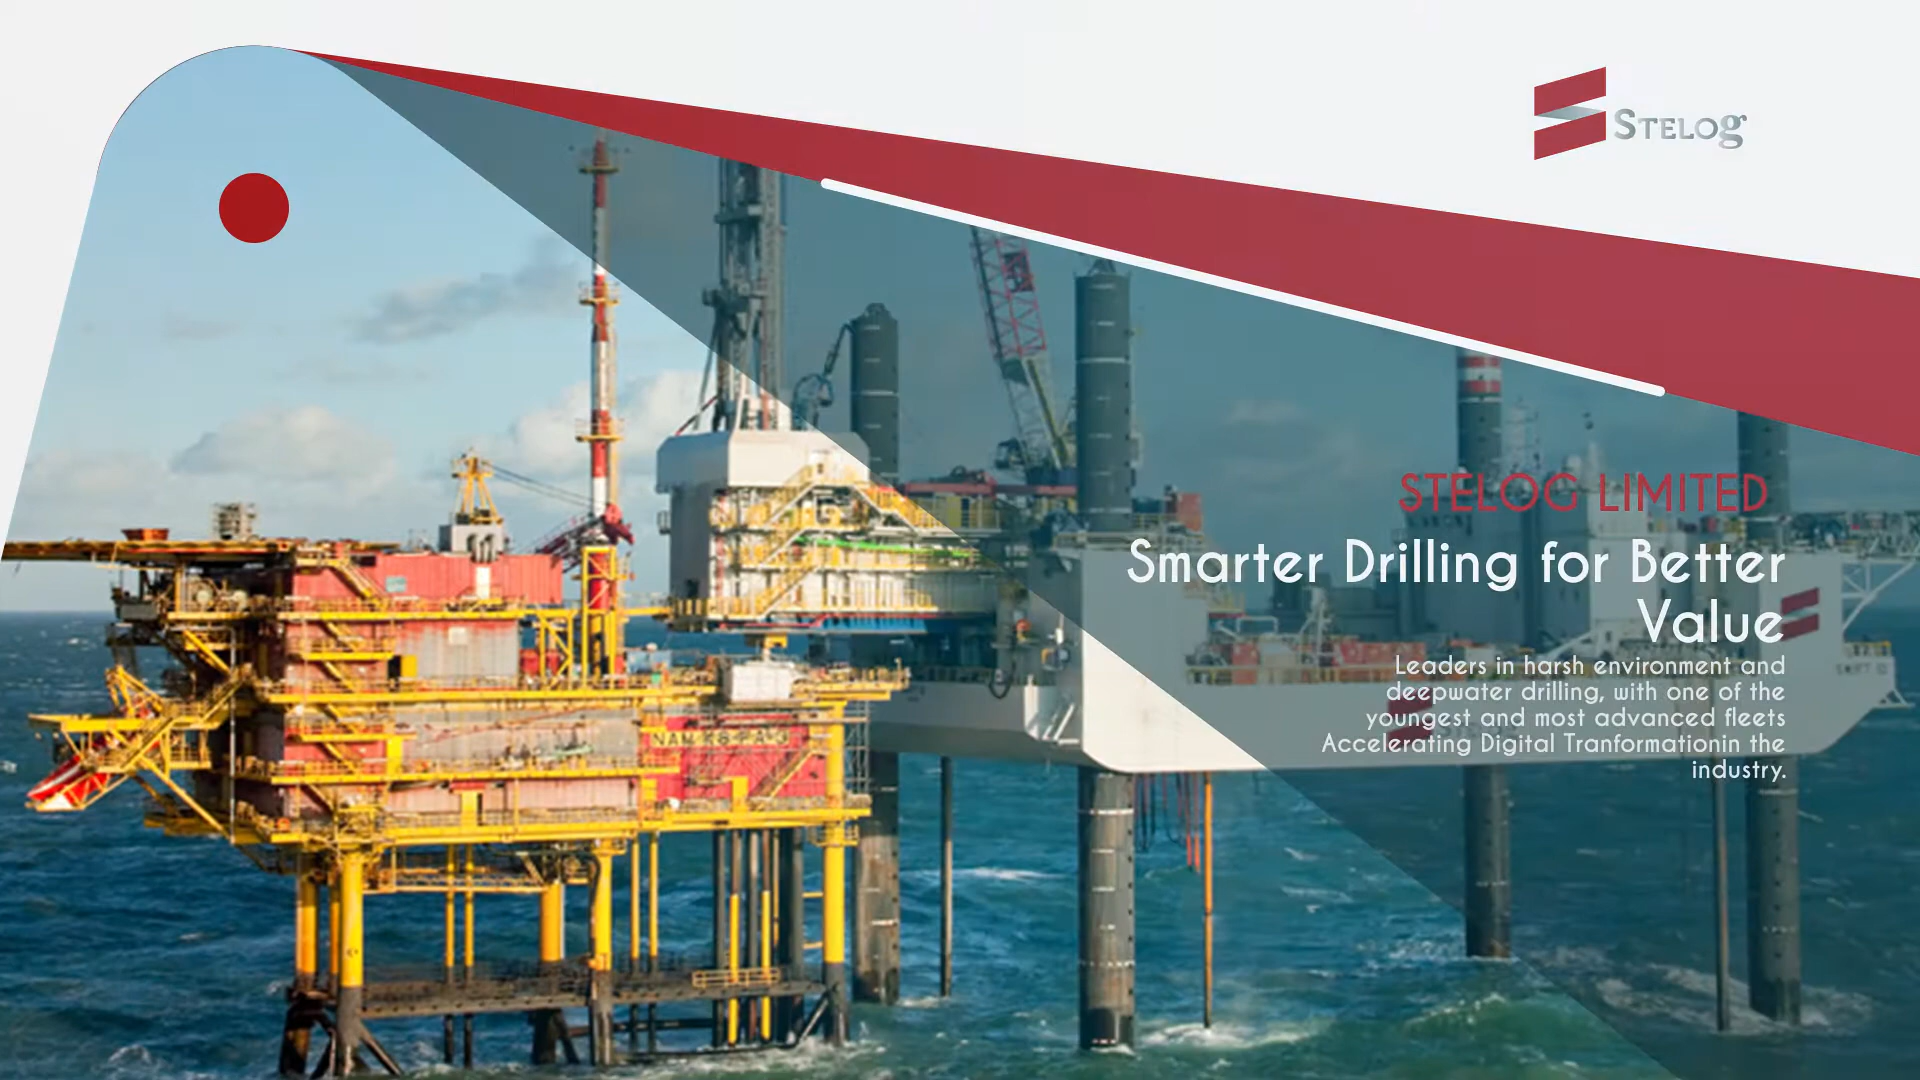 STELOG
STELOG LIMITED
Smarter Drilling for Better
Value
Leaders in harsh environment and
deepwater drilling, with one of the
youngest and most advanced fleets
Accelerating Digital Tranformationin the
industry.